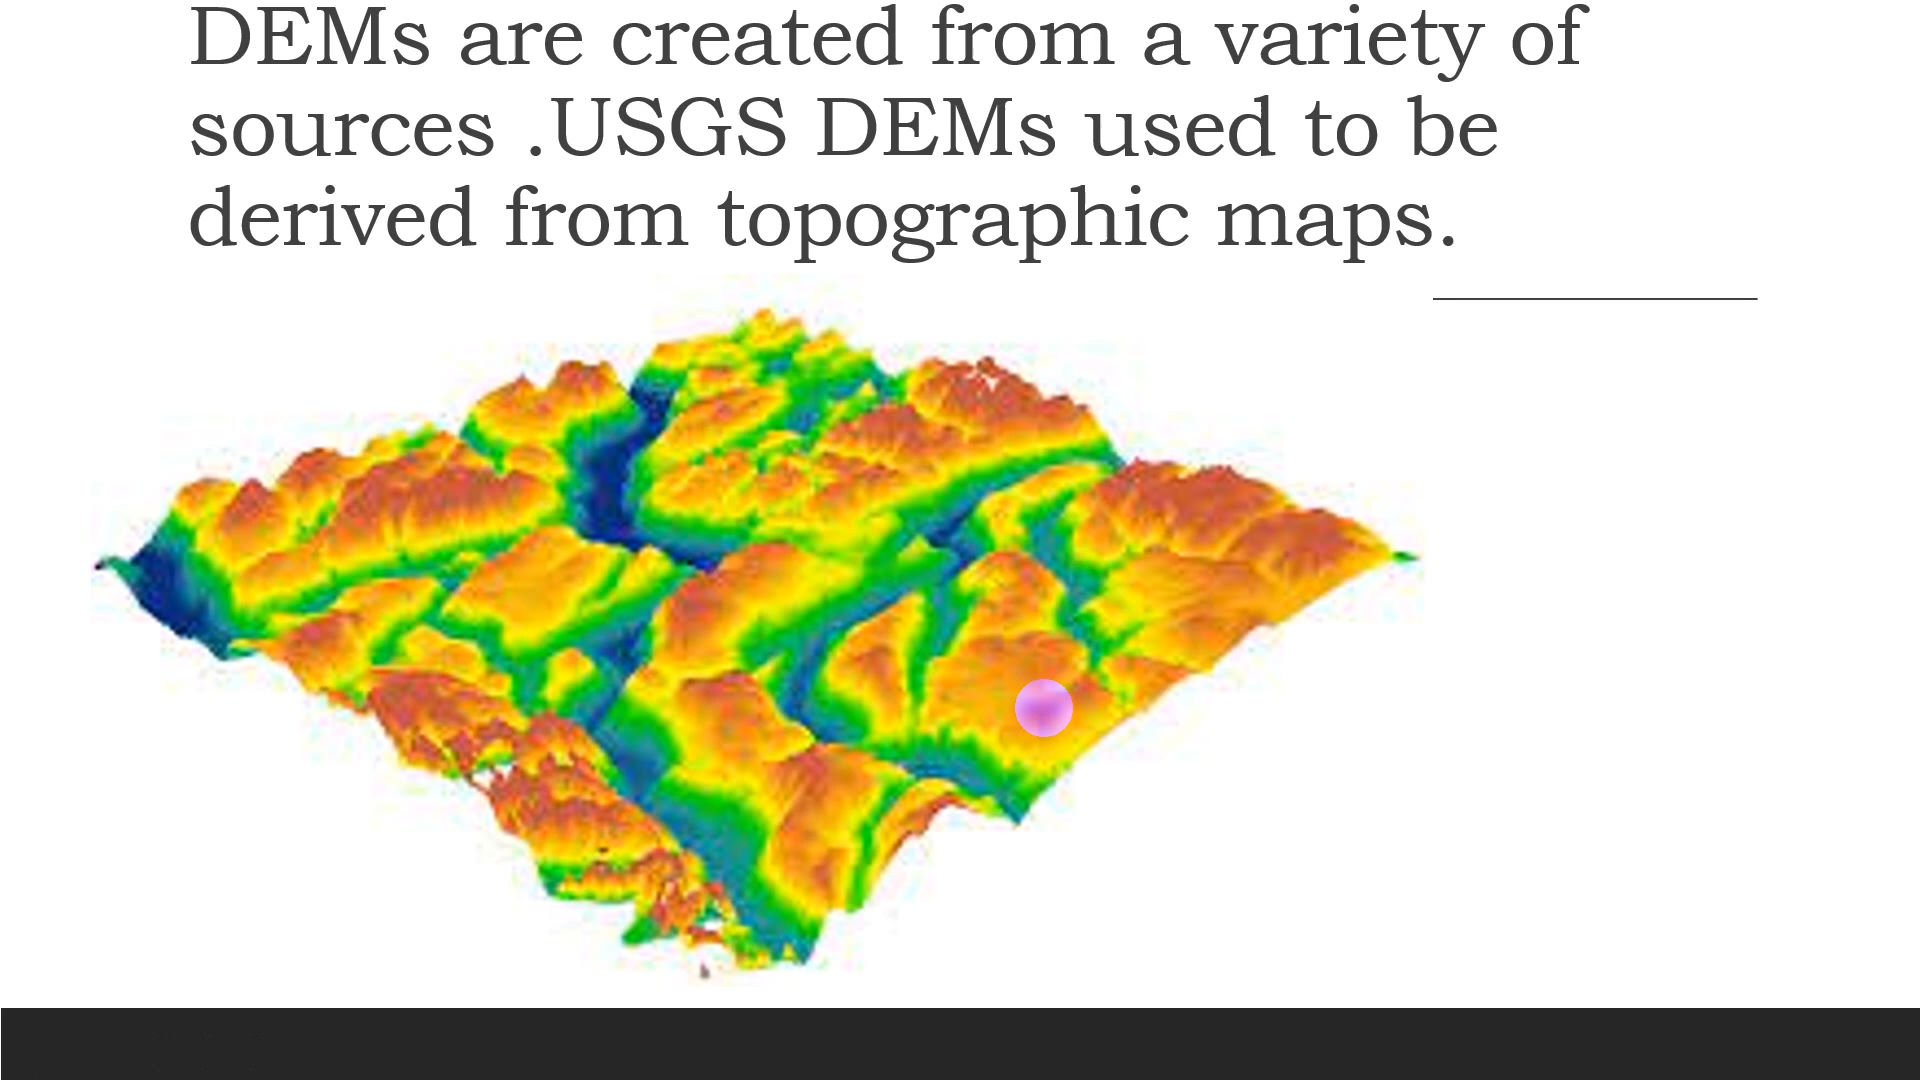 DEMs are created from a variety of
sources .USGS DEMs used to be
derived from topographic maps.